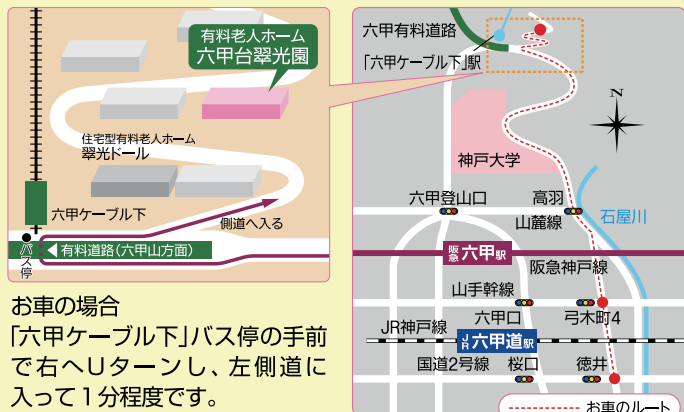 有料老人ホーム
六甲台翠光園
住宅型有料老人ホーム
翠光ドール
六甲ケーブル下
側道へ入る
バス停
有料道路(六甲山方面)
お車の場合
「六甲ケーブル下」バス停の手前
で右へUターンし、左側道に
入って1分程度です。
六甲有料道路
「六甲ケーブル下」駅
N
神戸大学
六甲登山口
高羽
石屋川
山麓線
阪急 六甲駅
阪急神戸線
山手幹線
六甲口
弓木町4
JR神戸線
JR 六甲道駅
国道2号線
桜口
徳井
お車のルート